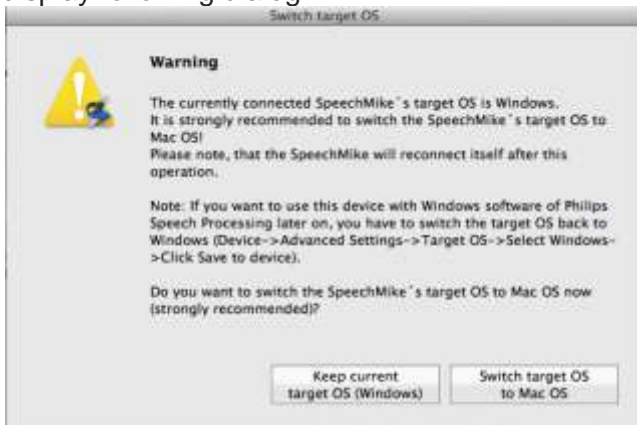 Switch target OS
Warning
The currently connected SpeechMike´s target OS is Windows.
It is strongly recommended to switch the SpeechMike´s target OS to
Mac OS!
Please note, that the SpeechMike will reconnect itself after this
operation.
Note: If you want to use this device with Windows software of Philips
Speech Processing later on, you have to switch the target OS back to
Windows (Device->Advanced Settings->Target OS->Select Windows-
>Click Save to device).
Do you want to switch the SpeechMike´s target OS to Mac OS now
(strongly recommended)?
Keep current
target OS (Windows)
Switch target OS
to Mac OS